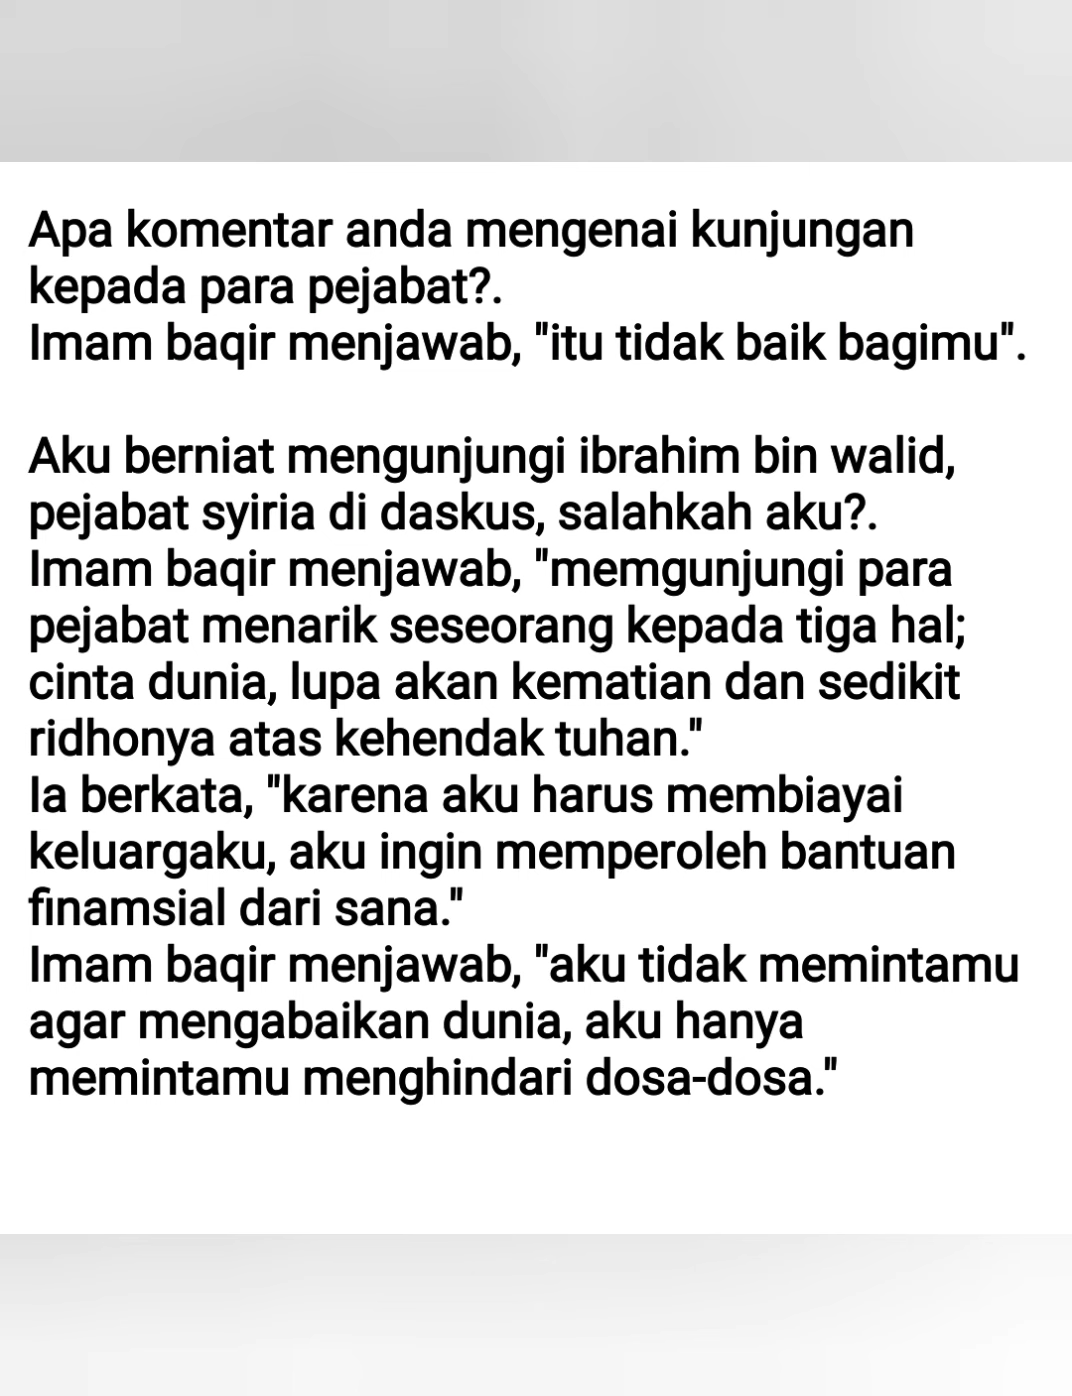 Apa komentar anda mengenai kunjungan
kepada para pejabat?.
Imam baqir menjawab, "itu tidak baik bagimu".
Aku berniat mengunjungi ibrahim bin walid,
pejabat syiria di daskus, salahkah aku?.
Imam baqir menjawab, "memgunjungi para
pejabat menarik seseorang kepada tiga hal;
cinta dunia, lupa akan kematian dan sedikit
ridhonya atas kehendak tuhan."
Ia berkata, "karena aku harus membiayai
keluargaku, aku ingin memperoleh bantuan
finamsial dari sana."
Imam baqir menjawab, "aku tidak memintamu
agar mengabaikan dunia, aku hanya
memintamu menghindari dosa-dosa."